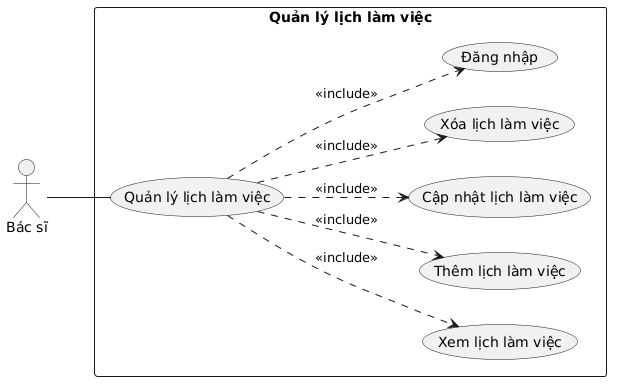 Quản lý lịch làm việc
Đăng nhập
«include»
Xóa lịch làm việc
«include»
Quản lý lịch làm việc
«include»
Cập nhật lịch làm việc
«include»
Bác sĩ
Thêm lịch làm việc
«include»
Xem lịch làm việc